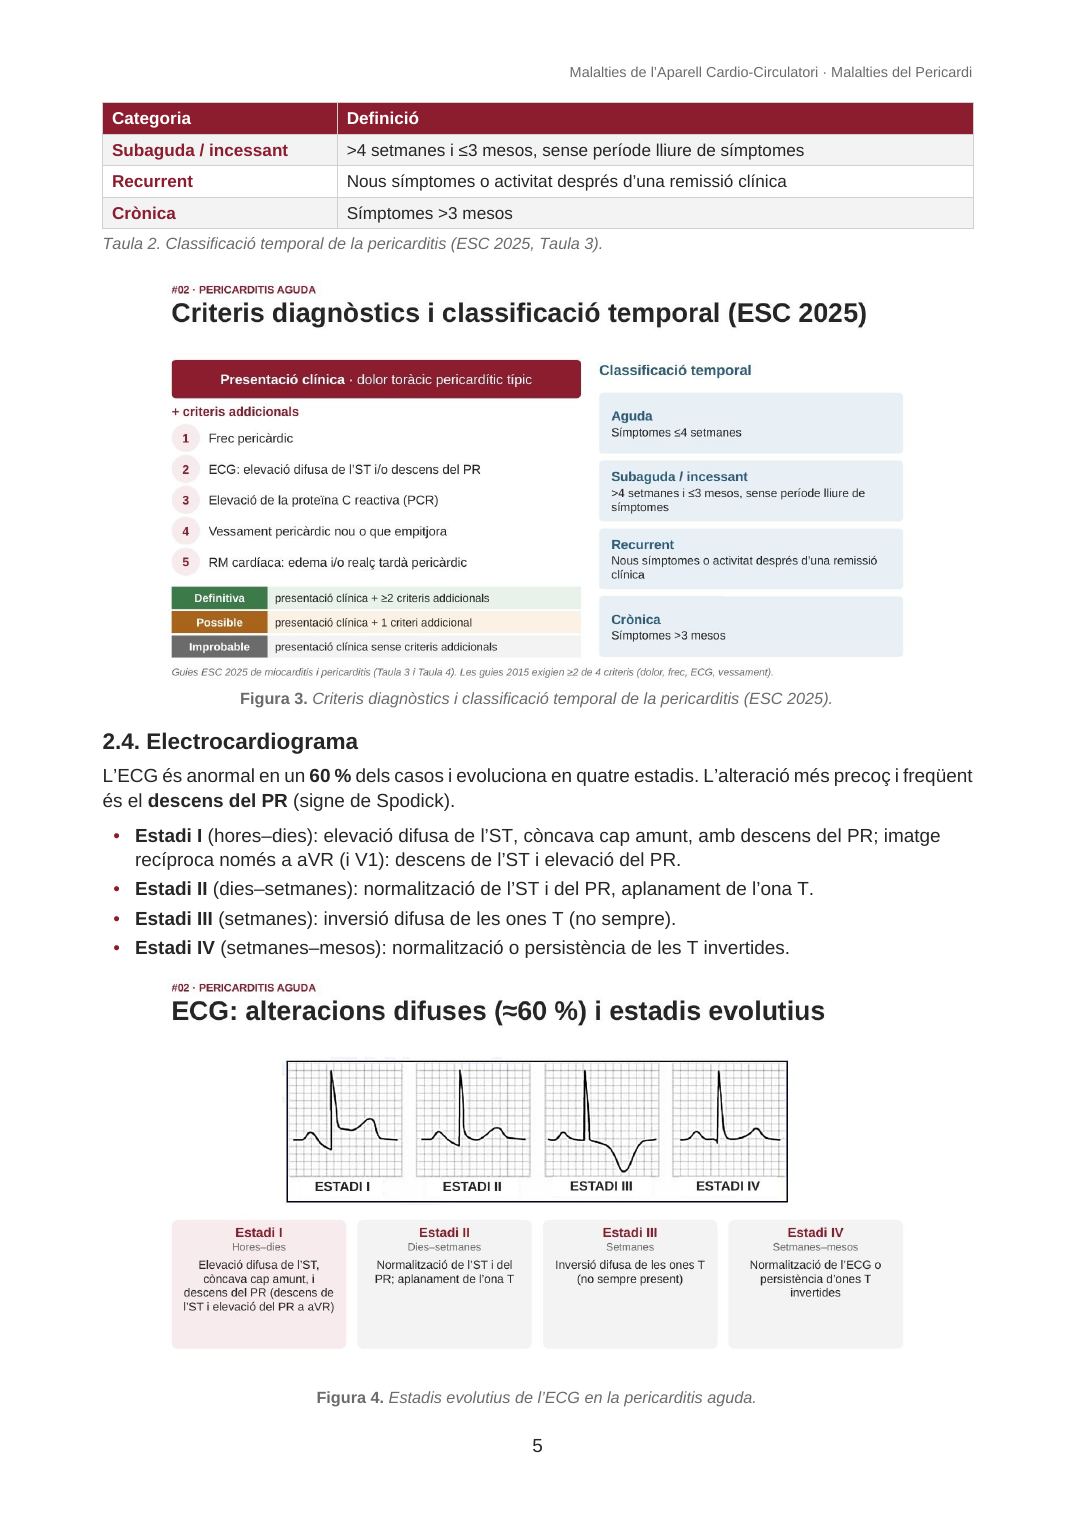 Malalties de l’Aparell Cardio-Circulatori · Malalties del Pericardi
Categoria Definició
Subaguda / incessant >4 setmanes i ≤3 mesos, sense període lliure de símptomes
Recurrent Nous símptomes o activitat després d’una remissió clínica
Crònica Símptomes >3 mesos
Taula 2. Classificació temporal de la pericarditis (ESC 2025, Taula 3).
#02 · PERICARDITIS AGUDA
Criteris diagnòstics i classificació temporal (ESC 2025)
Presentació clínica · dolor toràcic pericardític típic
+ criteris addicionals
1 Frec pericàrdic
2 ECG: elevació difusa de l’ST i/o descens del PR
3 Elevació de la proteïna C reactiva (PCR)
4 Vessament pericàrdic nou o que empitjora
5 RM cardíaca: edema i/o realç tardà pericàrdic
Definitiva presentació clínica + ≥2 criteris addicionals
Possible presentació clínica + 1 criteri addicional
Improbable presentació clínica sense criteris addicionals
Classificació temporal
Aguda
Símptomes ≤4 setmanes
Subaguda / incessant
>4 setmanes i ≤3 mesos, sense període lliure de
símptomes
Recurrent
Nous símptomes o activitat després d’una remissió
clínica
Crònica
Símptomes >3 mesos
Guies ESC 2025 de miocarditis i pericarditis (Taula 3 i Taula 4). Les guies 2015 exigien ≥2 de 4 criteris (dolor, frec, ECG, vessament).
Figura 3. Criteris diagnòstics i classificació temporal de la pericarditis (ESC 2025).
2.4. Electrocardiograma
L’ECG és anormal en un 60 % dels casos i evoluciona en quatre estadis. L’alteració més precoç i freqüent
és el descens del PR (signe de Spodick).
• Estadi I (hores–dies): elevació difusa de l’ST, còncava cap amunt, amb descens del PR; imatge
recíproca només a aVR (i V1): descens de l’ST i elevació del PR.
• Estadi II (dies–setmanes): normalització de l’ST i del PR, aplanament de l’ona T.
• Estadi III (setmanes): inversió difusa de les ones T (no sempre).
• Estadi IV (setmanes–mesos): normalització o persistència de les T invertides.
#02 · PERICARDITIS AGUDA
ECG: alteracions difuses (≈60 %) i estadis evolutius
ESTADI I ESTADI II ESTADI III ESTADI IV
Estadi I
Hores–dies
Elevació difusa de l’ST,
còncava cap amunt, i
descens del PR (descens de
l’ST i elevació del PR a aVR)
Estadi II
Dies–setmanes
Normalització de l’ST i del
PR; aplanament de l’ona T
Estadi III
Setmanes
Inversió difusa de les ones T
(no sempre present)
Estadi IV
Setmanes–mesos
Normalització de l’ECG o
persistència d’ones T
invertides
Figura 4. Estadis evolutius de l’ECG en la pericarditis aguda.
5